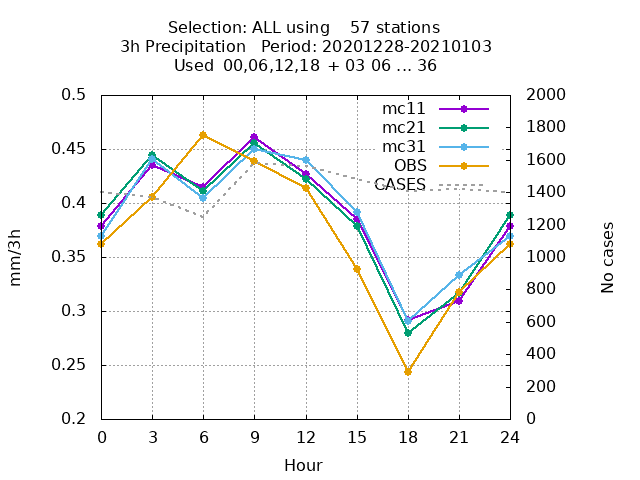 Selection: ALL using 57 stations
3h Precipitation Period: 20201228-20210103
Used 00,06,12,18 + 03 06 ... 36
0.5
0.45
0.4
0.35
0.3
0.25
0.2
mm/3h
mc11
mc21
mc31
OBS
CASES
2000
1800
1600
1400
1200
1000
800
600
400
200
0
No cases
0 3 6 9 12 15 18 21 24
Hour